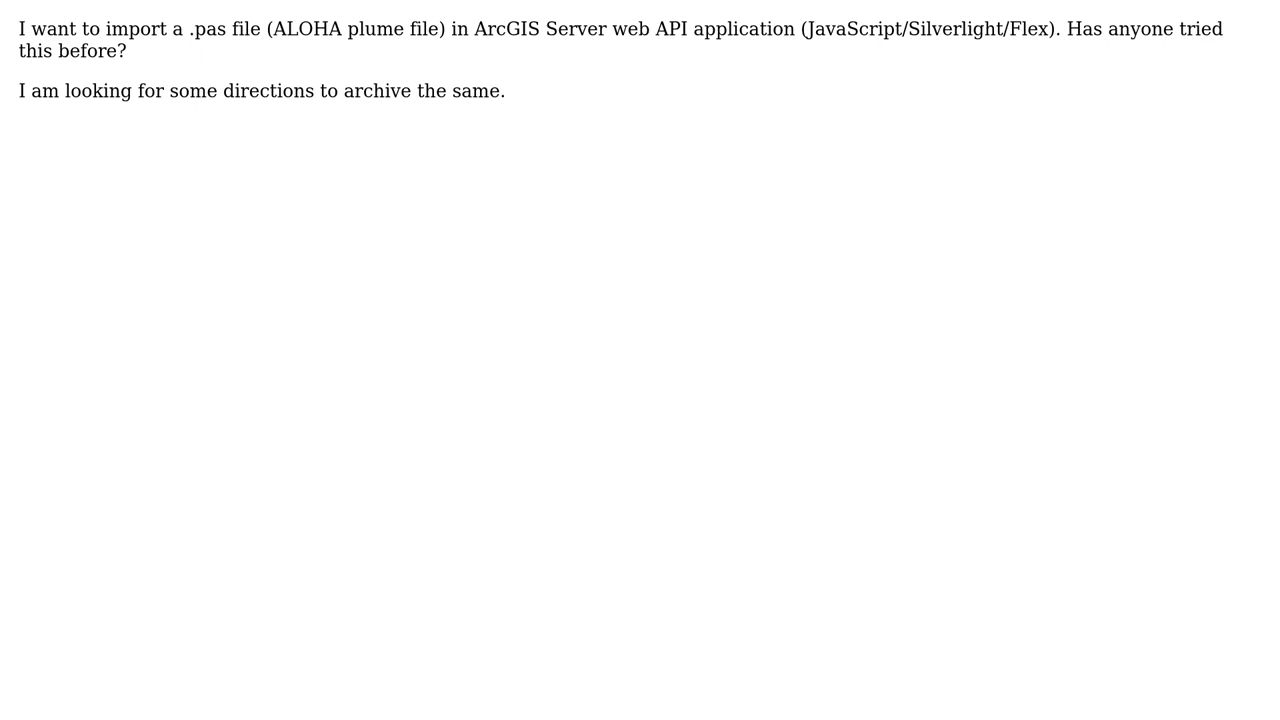 I want to import a .pas file (ALOHA plume file) in ArcGIS Server web API application (JavaScript/Silverlight/Flex). Has anyone tried
this before?
I am looking for some directions to archive the same.